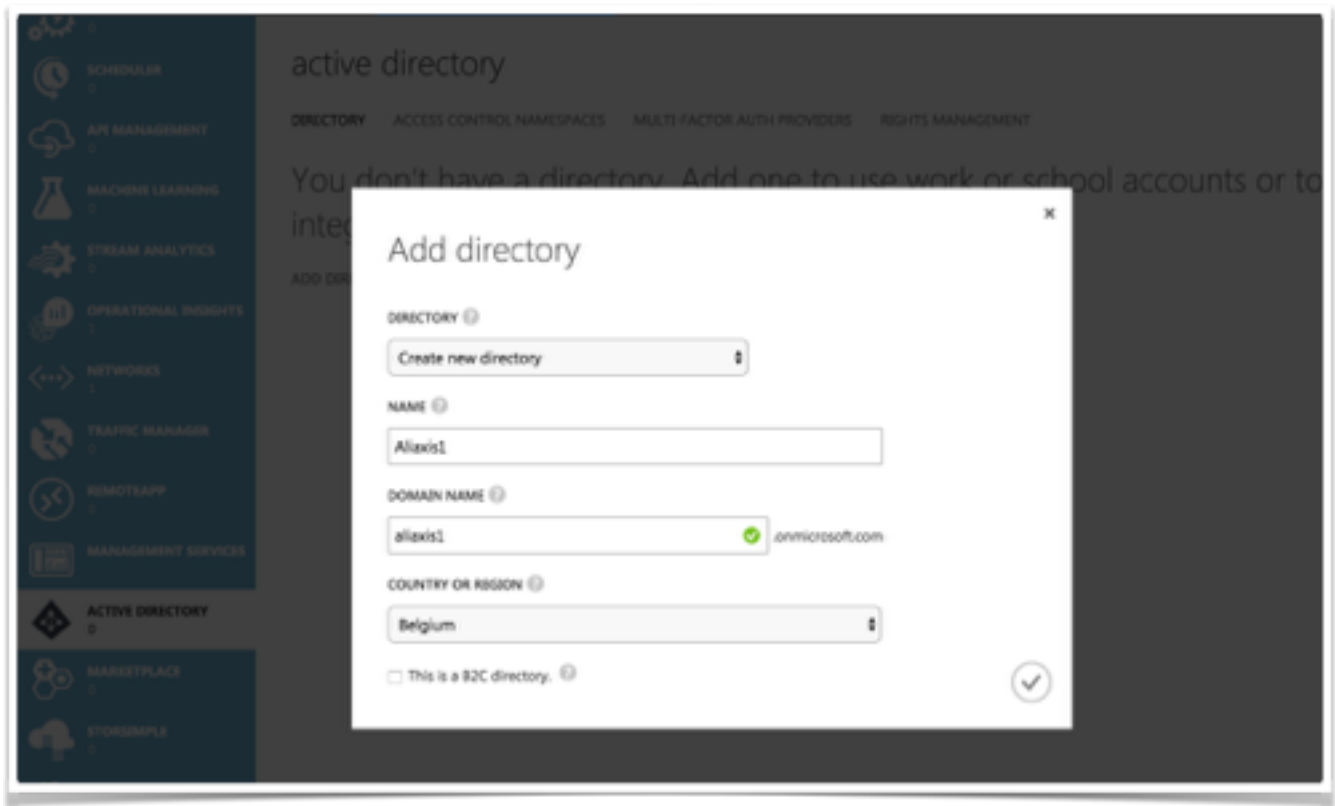 0
SCHEDULER
0
API MANAGEMENT
0
MACHINE LEARNING
0
STREAM ANALYTICS
0
OPERATIONAL INSIGHTS
1
NETWORKS
1
TRAFFIC MANAGER
0
REMOTEAPP
0
MANAGEMENT SERVICES
ACTIVE DIRECTORY
0
MARKETPLACE
0
STORSIMPLE
0
active directory
DIRECTORY ACCESS CONTROL NAMESPACES MULTI-FACTOR AUTH PROVIDERS RIGHTS MANAGEMENT
You don't have a directory. Add one to use work or school accounts or to
integ
ADD DIR
×
Add directory
DIRECTORY ?
Create new directory
NAME ?
Aliaxis1
DOMAIN NAME ?
aliaxis1 .onmicrosoft.com
COUNTRY OR REGION ?
Belgium
This is a B2C directory. ?